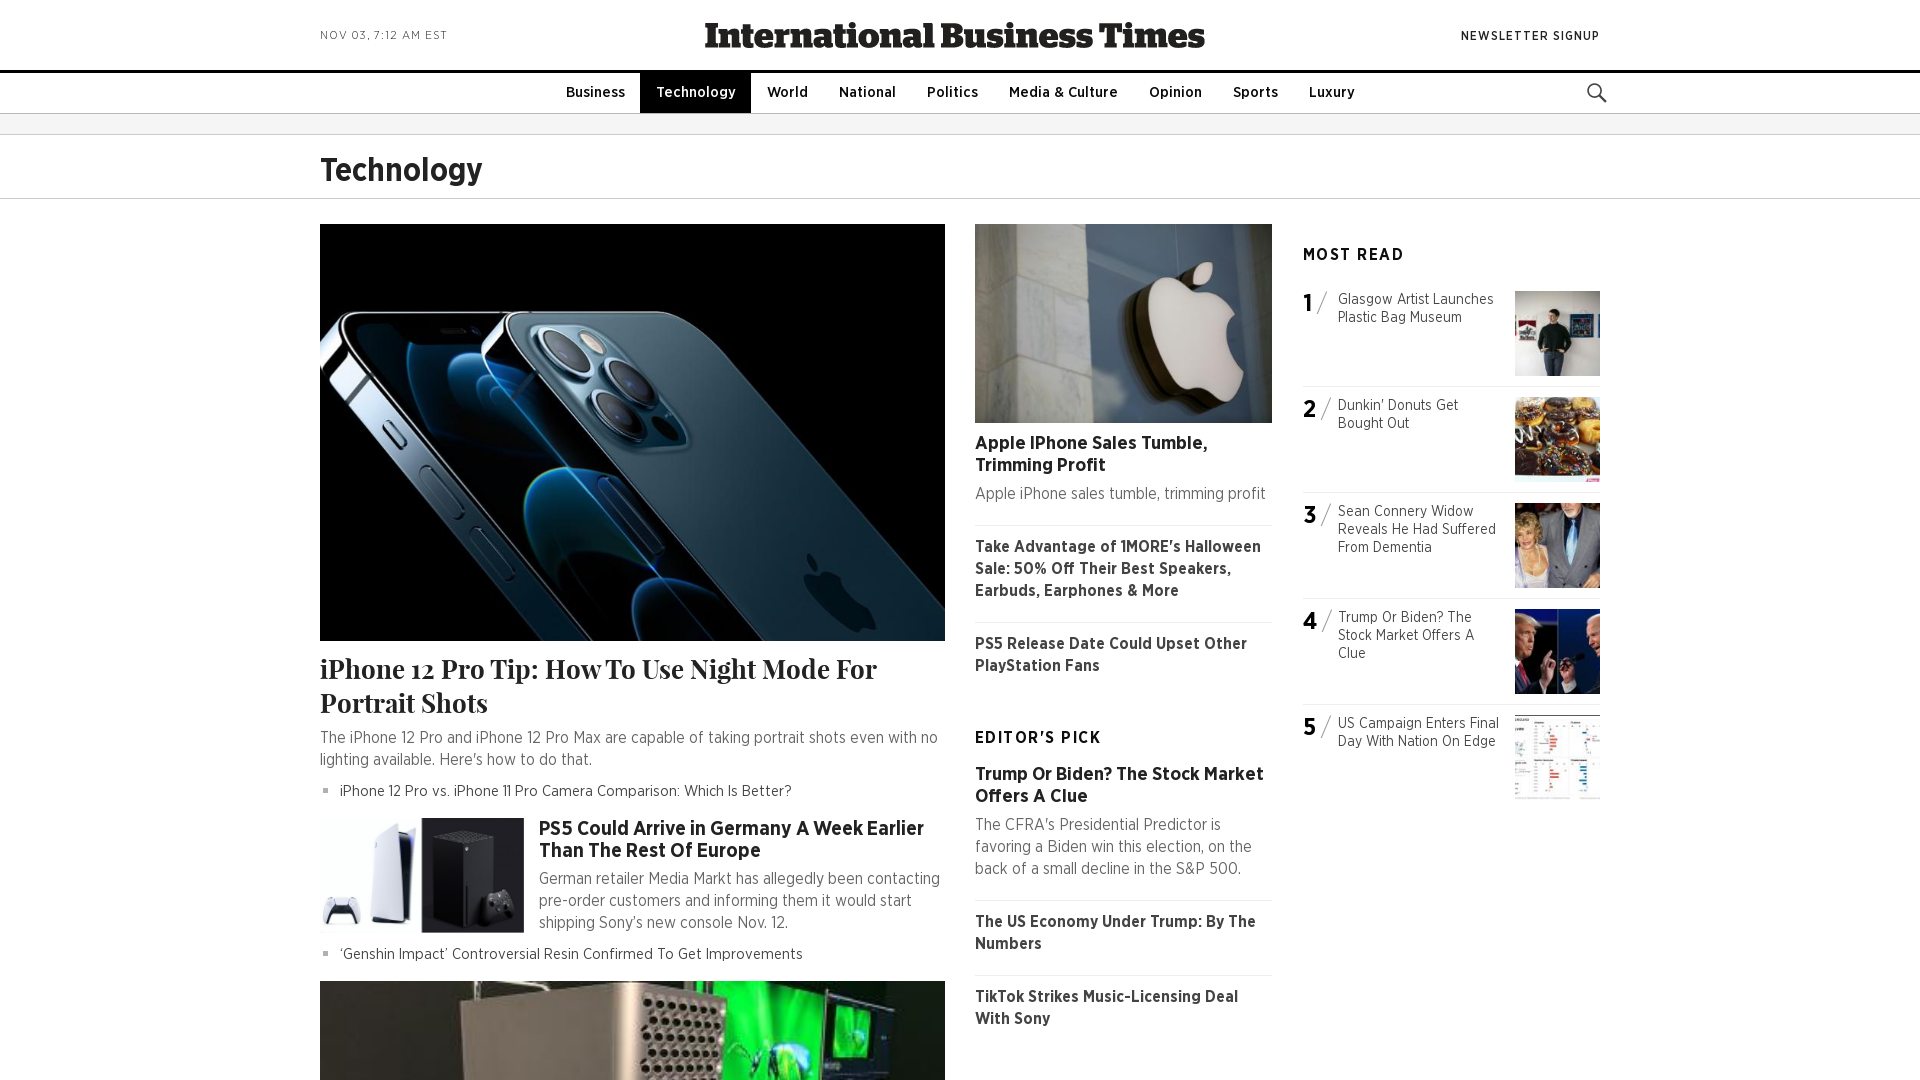 NOV 03, 7:12 AM EST
International Business Times
NEWSLETTER SIGNUP
Business
Technology
World
National
Politics
Media & Culture
Opinion
Sports
Luxury
Technology
iPhone 12 Pro Tip: How To Use Night Mode For
Portrait Shots
The iPhone 12 Pro and iPhone 12 Pro Max are capable of taking portrait shots even with no
lighting available. Here's how to do that.
iPhone 12 Pro vs. iPhone 11 Pro Camera Comparison: Which Is Better?
PS5 Could Arrive in Germany A Week Earlier
Than The Rest Of Europe
German retailer Media Markt has allegedly been contacting
pre-order customers and informing them it would start
shipping Sony's new console Nov. 12.
‘Genshin Impact’ Controversial Resin Confirmed To Get Improvements
Apple IPhone Sales Tumble,
Trimming Profit
Apple iPhone sales tumble, trimming profit
Take Advantage of 1MORE's Halloween
Sale: 50% Off Their Best Speakers,
Earbuds, Earphones & More
PS5 Release Date Could Upset Other
PlayStation Fans
EDITOR'S PICK
Trump Or Biden? The Stock Market
Offers A Clue
The CFRA's Presidential Predictor is
favoring a Biden win this election, on the
back of a small decline in the S&P 500.
The US Economy Under Trump: By The
Numbers
TikTok Strikes Music-Licensing Deal
With Sony
MOST READ
1 / Glasgow Artist Launches
Plastic Bag Museum
2 / Dunkin' Donuts Get
Bought Out
3 / Sean Connery Widow
Reveals He Had Suffered
From Dementia
4 / Trump Or Biden? The
Stock Market Offers A
Clue
5 / US Campaign Enters Final
Day With Nation On Edge